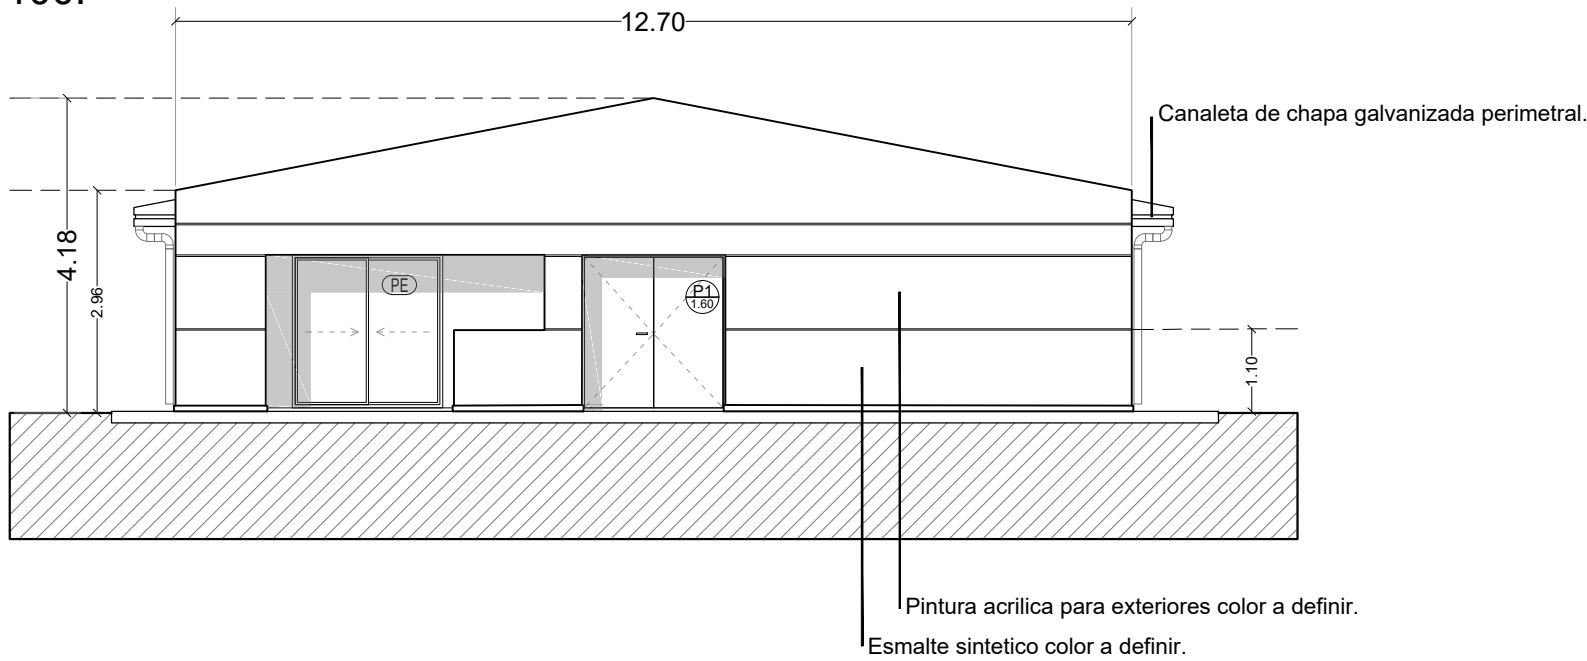 12.70
Canaleta de chapa galvanizada perimetral.
4.18
2.96
PE
P1
1.60
1.10
Pintura acrilica para exteriores color a definir.
Esmalte sintetico color a definir.